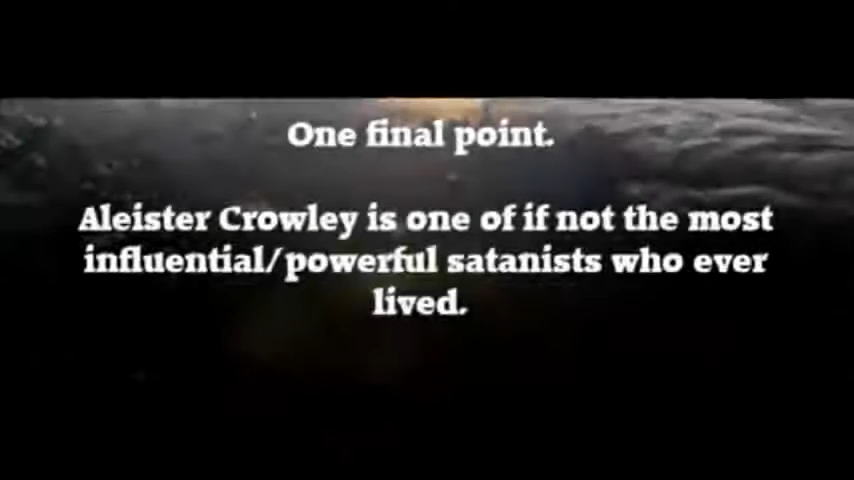 One final point.
Aleister Crowley is one of if not the most
influential/powerful satanists who ever
lived.